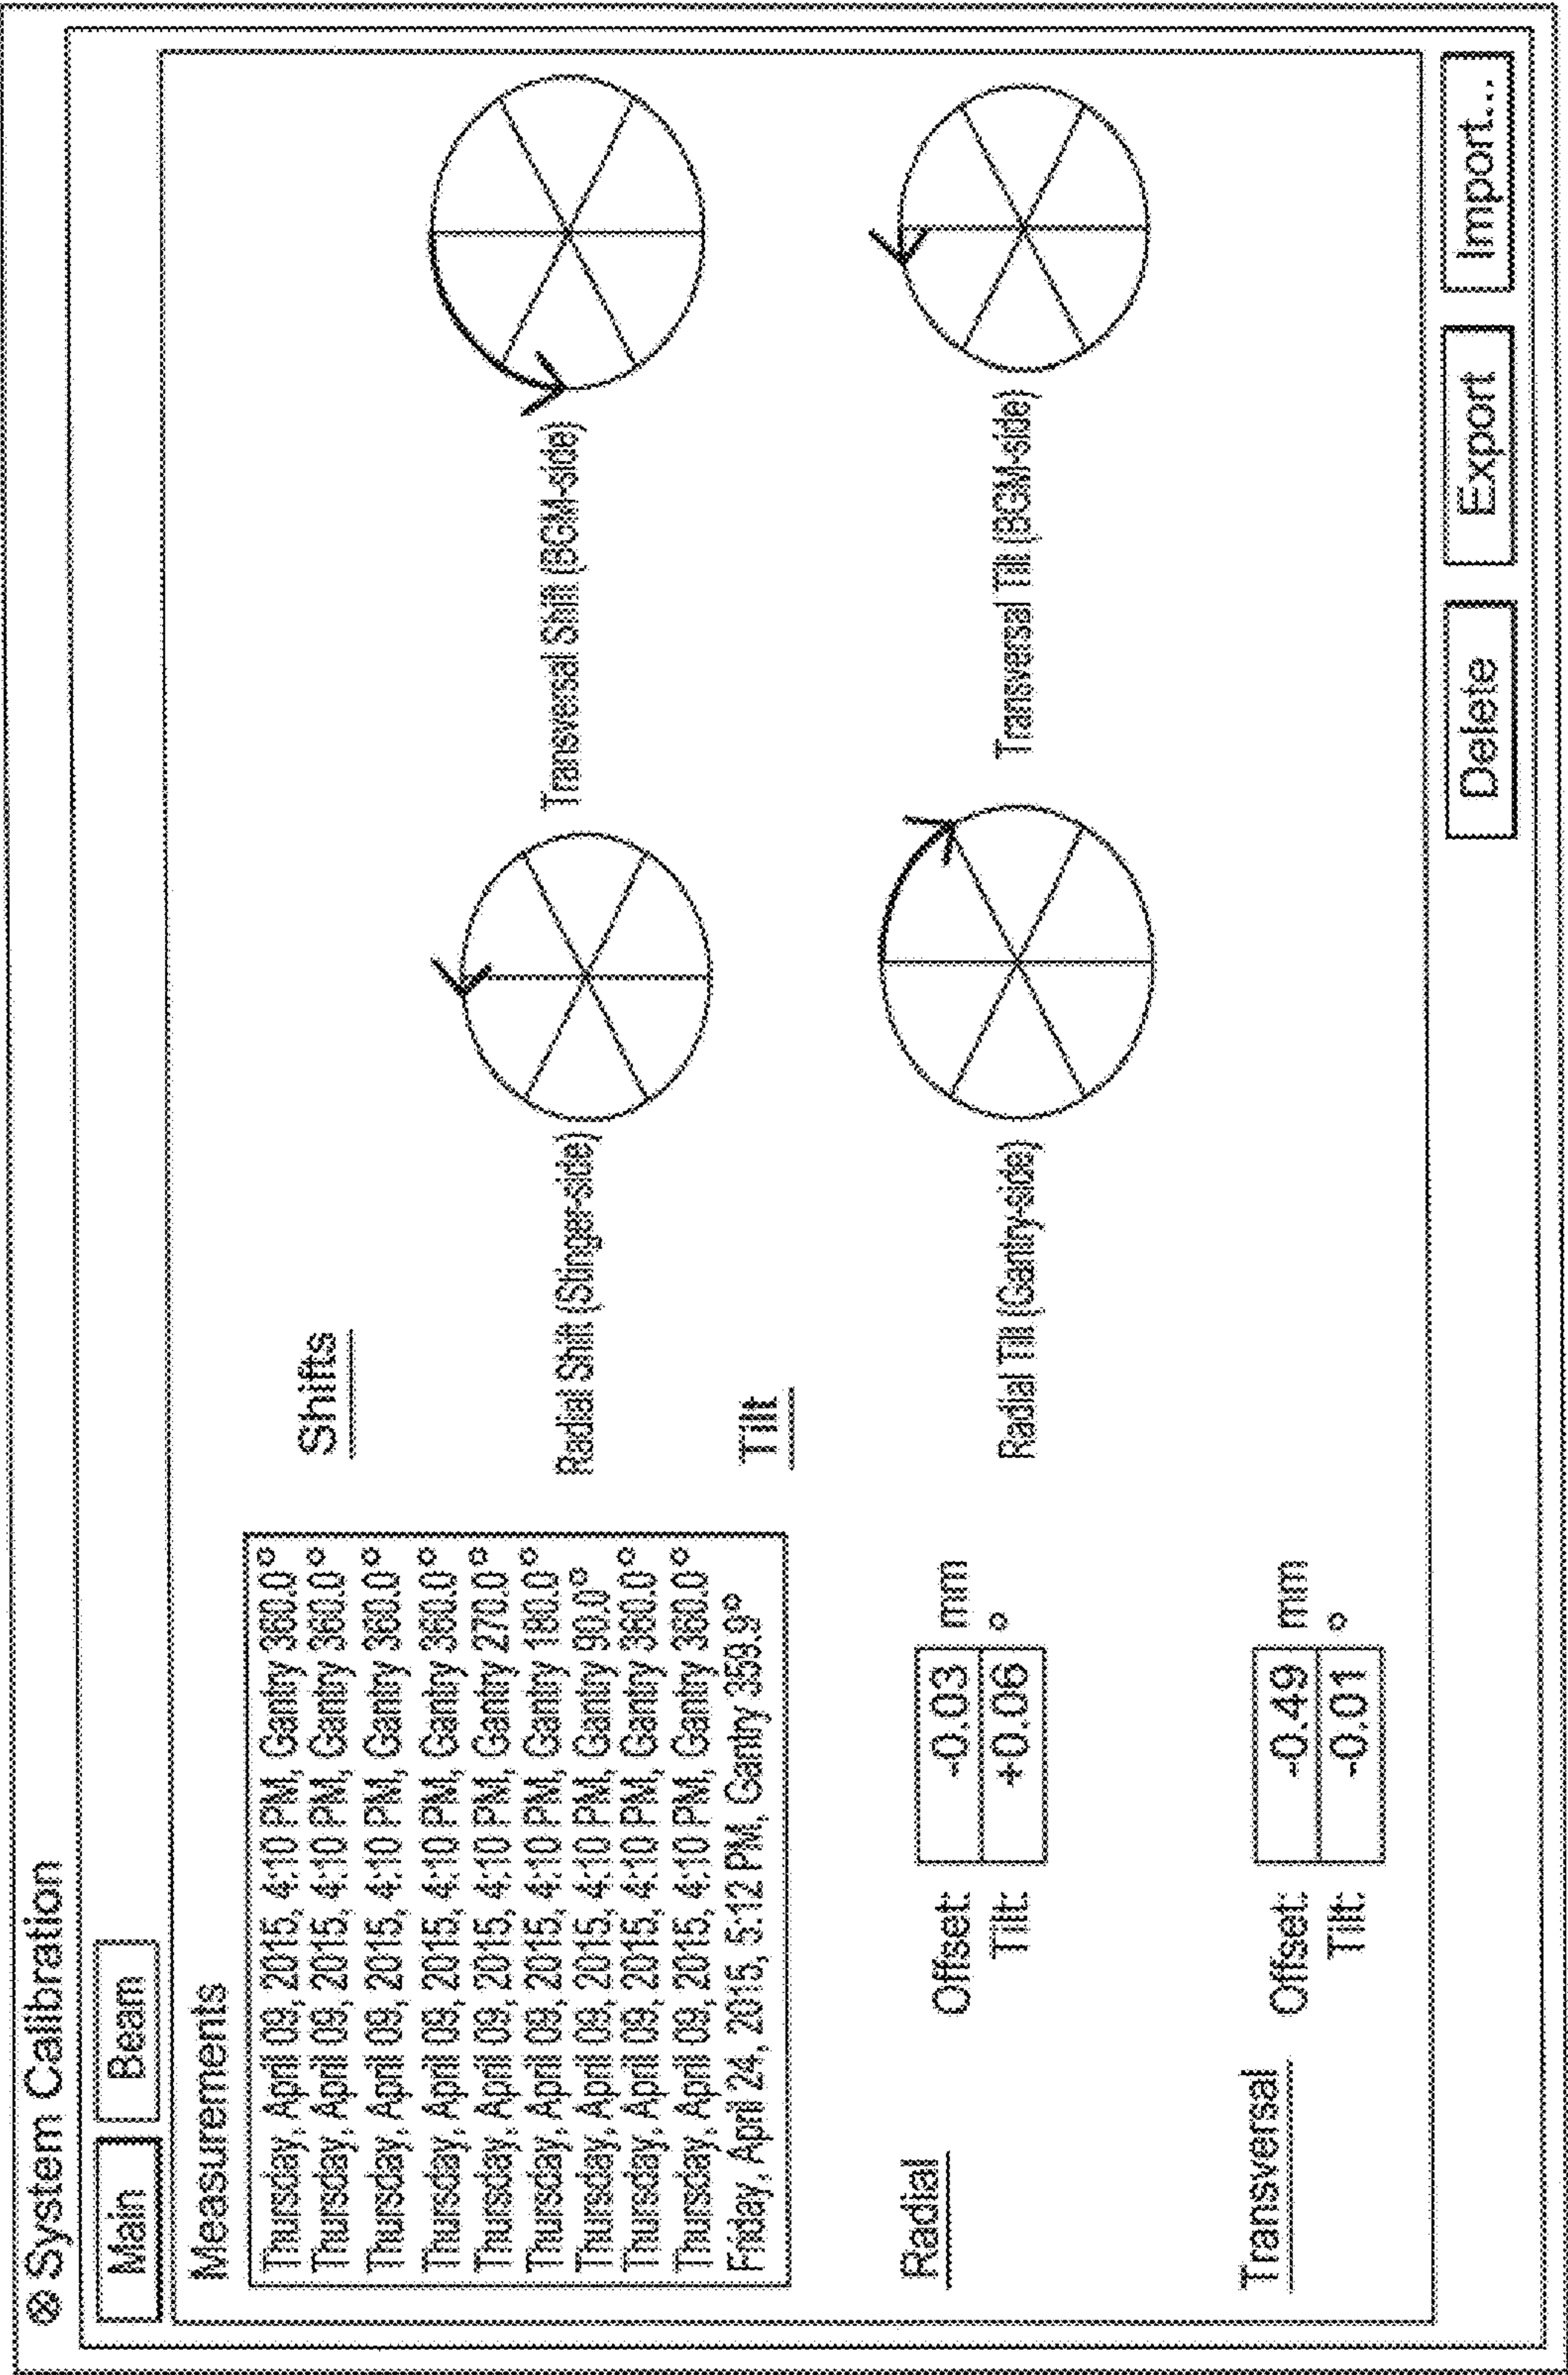 ⊗ System Calibration
Main
Beam
Measurements
Thursday, April 09, 2015, 4:10 PM, Gantry 360.0°
Thursday, April 09, 2015, 4:10 PM, Gantry 360.0°
Thursday, April 09, 2015, 4:10 PM, Gantry 360.0°
Thursday, April 09, 2015, 4:10 PM, Gantry 360.0°
Thursday, April 09, 2015, 4:10 PM, Gantry 270.0°
Thursday, April 09, 2015, 4:10 PM, Gantry 180.0°
Thursday, April 09, 2015, 4:10 PM, Gantry 90.0°
Thursday, April 09, 2015, 4:10 PM, Gantry 360.0°
Thursday, April 09, 2015, 4:10 PM, Gantry 360.0°
Friday, April 24, 2015, 5:12 PM, Gantry 359.9°
Radial
Offset: -0.03 mm
Tilt: +0.06 °
Transversal
Offset: -0.49 mm
Tilt: -0.01 °
Shifts
Radial Shift (Stinger-side)
Transversal Shift (BGM-side)
Tilt
Radial Tilt (Gantry-side)
Transversal Tilt (BGM-side)
Delete
Export
Import...